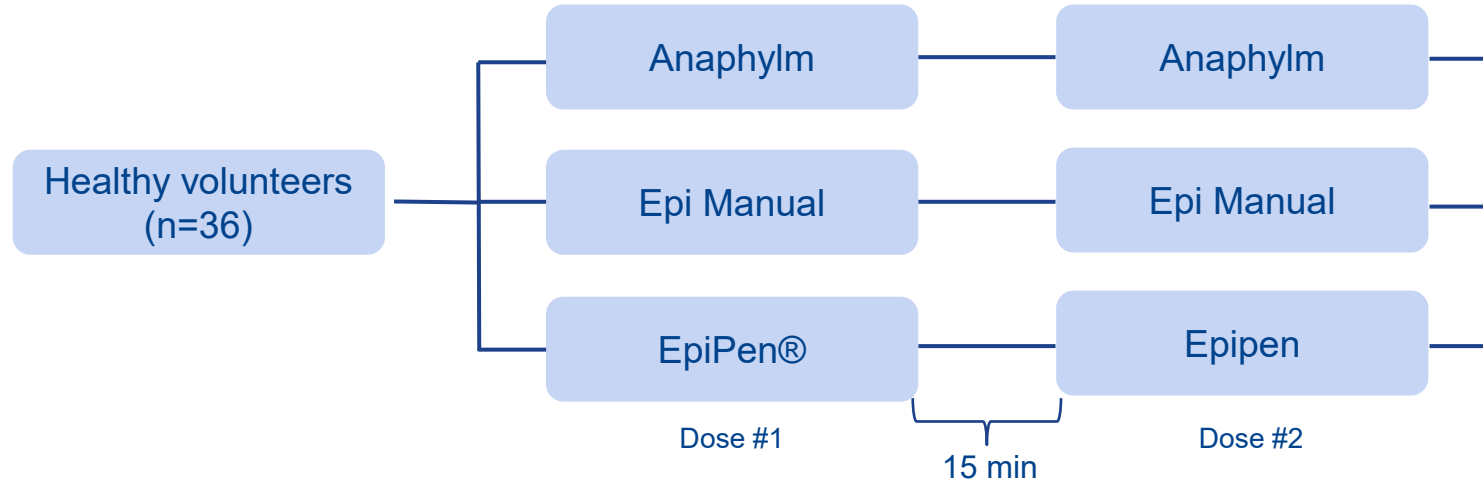 Anaphylm
Anaphylm
Healthy volunteers
(n=36)
Epi Manual
Epi Manual
EpiPen®
Epipen
Dose #1
Dose #2
15 min